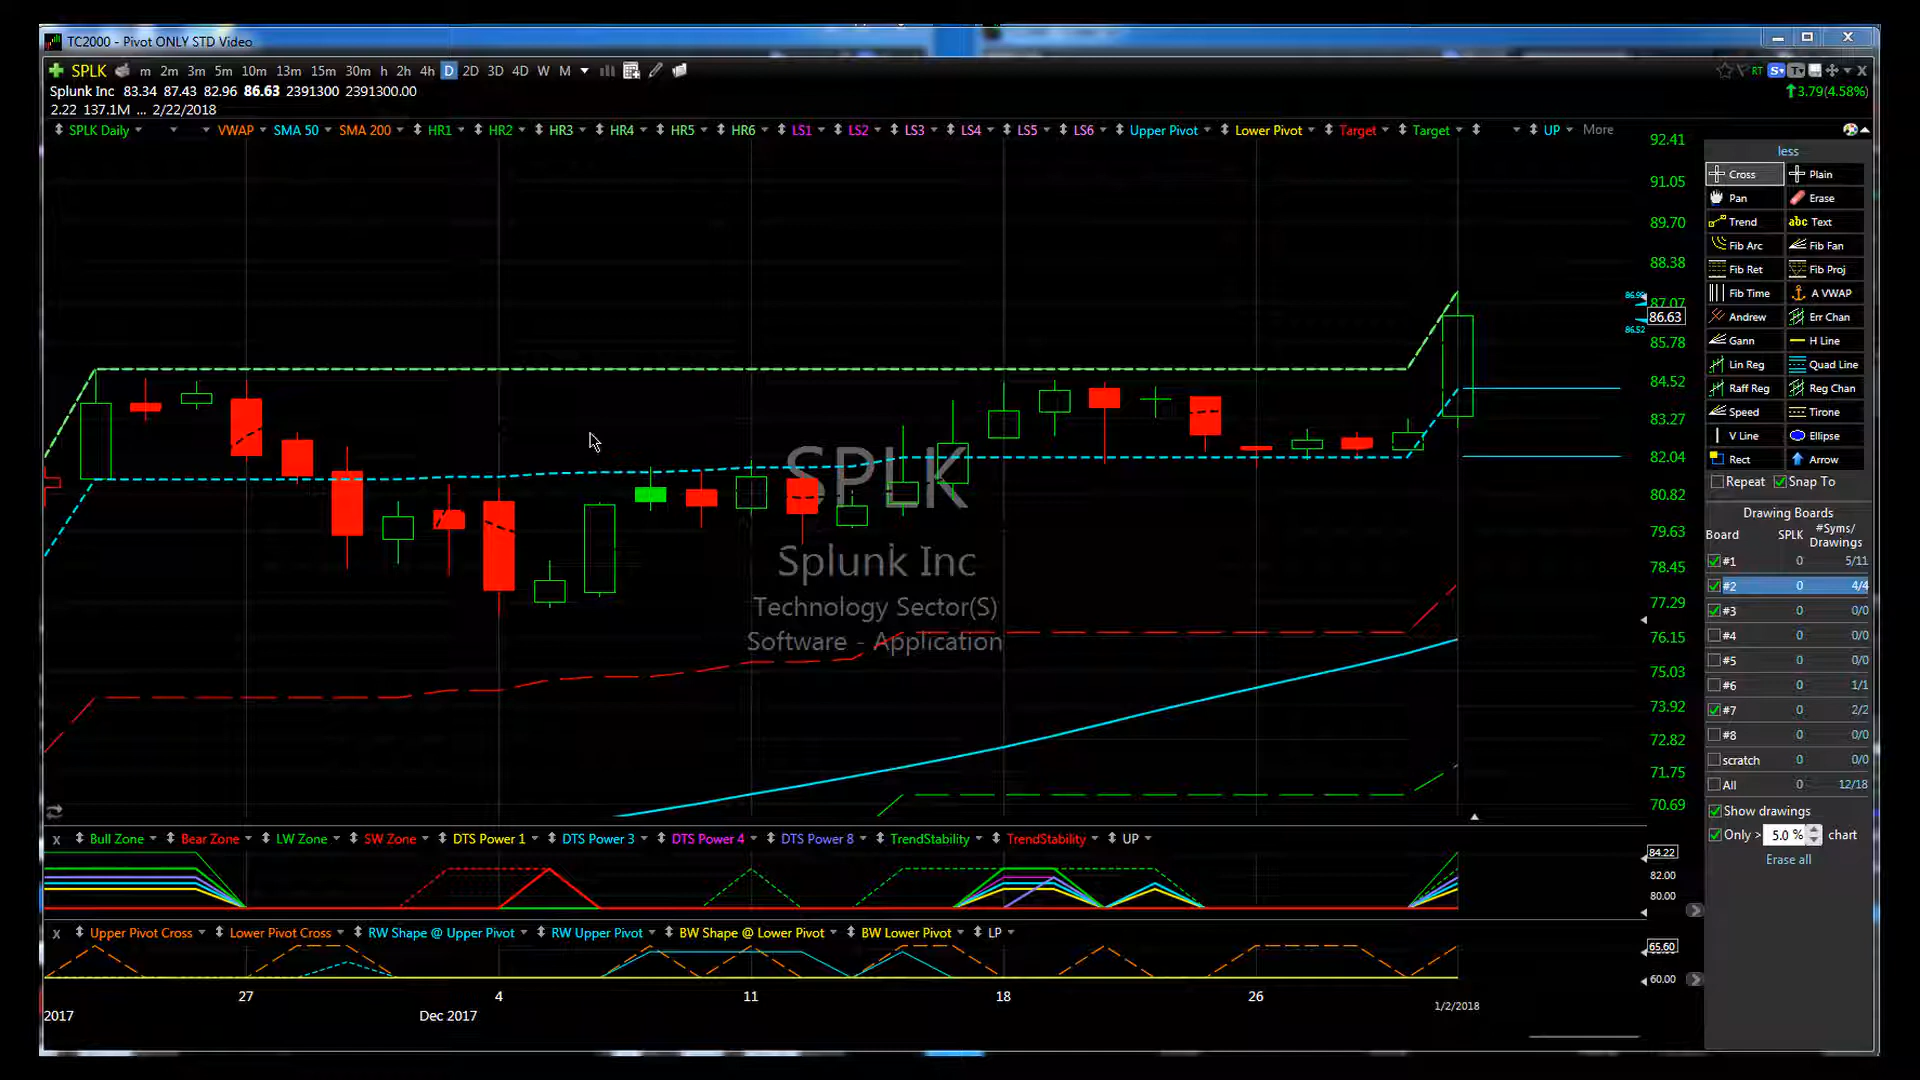 TC2000 - Pivot ONLY STD Video
SPLK m 2m 3m 5m 10m 13m 15m 30m h 2h 4h D 2D 3D 4D W M
RT S T X
Splunk Inc 83.34 87.43 82.96 86.63 2391300 2391300.00
3.79(4.58%)
2.22 137.1M ... 2/22/2018
SPLK Daily VWAP SMA 50 SMA 200 HR1 HR2 HR3 HR4 HR5 HR6 LS1 LS2 LS3 LS4 LS5 LS6 Upper Pivot Lower Pivot Target Target UP More
92.41
91.05
89.70
88.38
87.07
86.63
86.52
85.78
84.52
83.27
82.04
80.82
79.63
78.45
77.29
76.15
75.03
73.92
72.82
71.75
70.69
SPLK
Splunk Inc
Technology Sector(S)
Software - Application
less
Cross Plain
Pan Erase
Trend abc Text
Fib Arc Fib Fan
Fib Ret Fib Proj
Fib Time A VWAP
Andrew Err Chan
Gann H Line
Lin Reg Quad Line
Raff Reg Reg Chan
Speed Tirone
V Line Ellipse
Rect Arrow
Repeat Snap To
Drawing Boards
Board SPLK #Syms/
Drawings
#1 0 5/11
#2 0 4/4
#3 0 0/0
#4 0 0/0
#5 0 0/0
#6 0 1/1
#7 0 2/2
#8 0 0/0
scratch 0 0/0
All 0 12/18
Show drawings
Only > 5.0 % chart
Erase all
x Bull Zone Bear Zone LW Zone SW Zone DTS Power 1 DTS Power 3 DTS Power 4 DTS Power 8 TrendStability TrendStability UP
84.22
82.00
80.00
x Upper Pivot Cross Lower Pivot Cross RW Shape @ Upper Pivot RW Upper Pivot BW Shape @ Lower Pivot BW Lower Pivot LP
65.60
60.00
27 4 11 18 26 1/2/2018
2017 Dec 2017